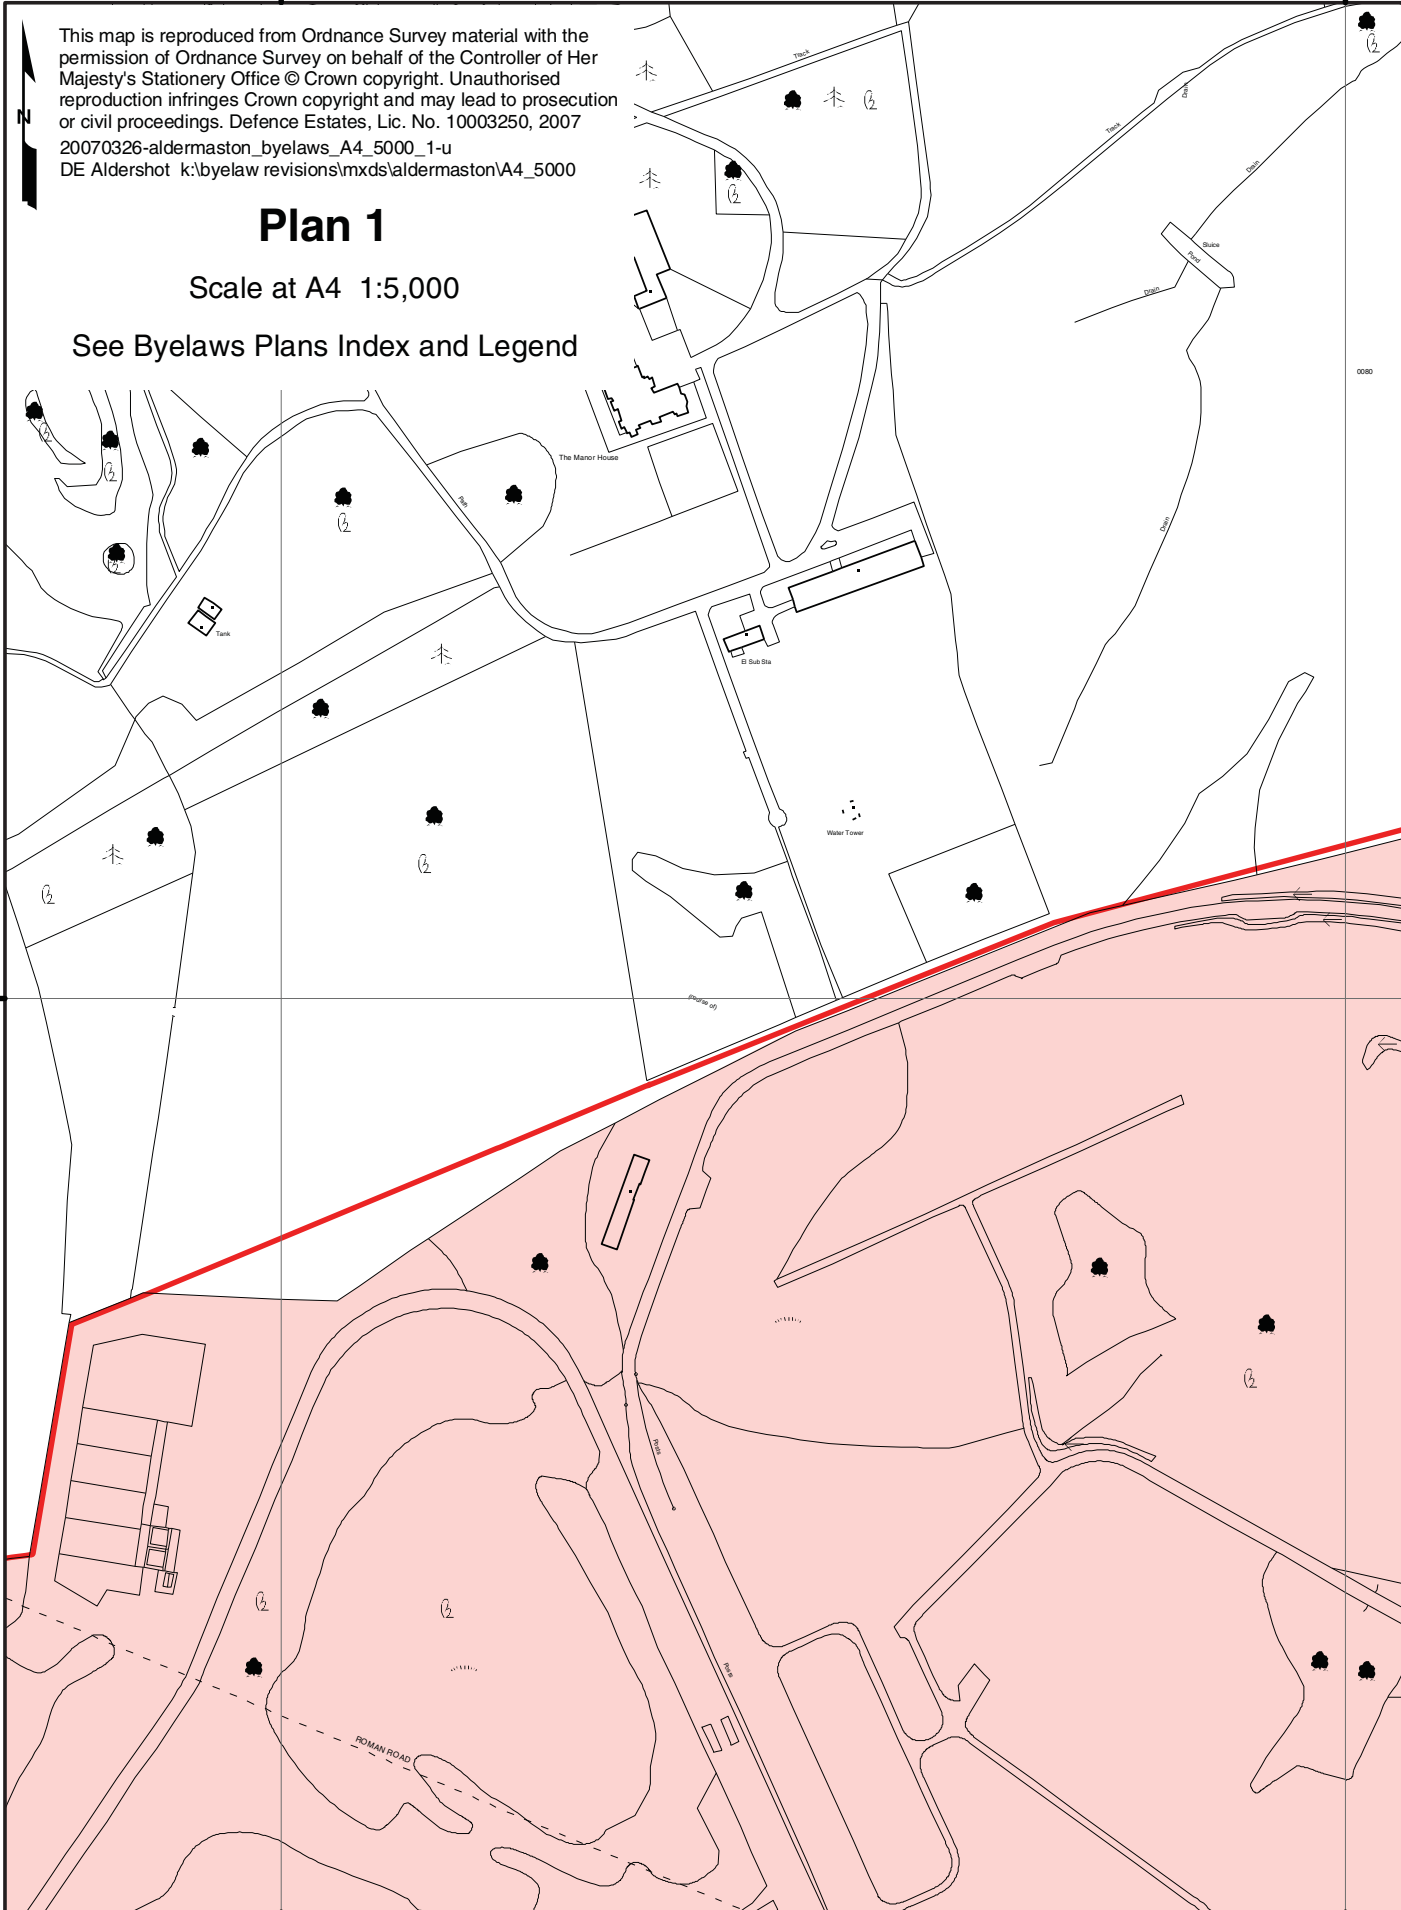 This map is reproduced from Ordnance Survey material with the
permission of Ordnance Survey on behalf of the Controller of Her
Majesty's Stationery Office © Crown copyright. Unauthorised
reproduction infringes Crown copyright and may lead to prosecution
or civil proceedings. Defence Estates, Lic. No. 10003250, 2007
20070326-aldermaston_byelaws_A4_5000_1-u
DE Aldershot k:\byelaw revisions\mxds\aldermaston\A4_5000
N
Plan 1
Scale at A4 1:5,000
See Byelaws Plans Index and Legend
Track
Drain
Track
Drain
Sluice
Pond
Drain
0080
The Manor House
Path
Drain
Tank
El Sub Sta
Water Tower
(course of)
Posts
Posts
ROMAN ROAD